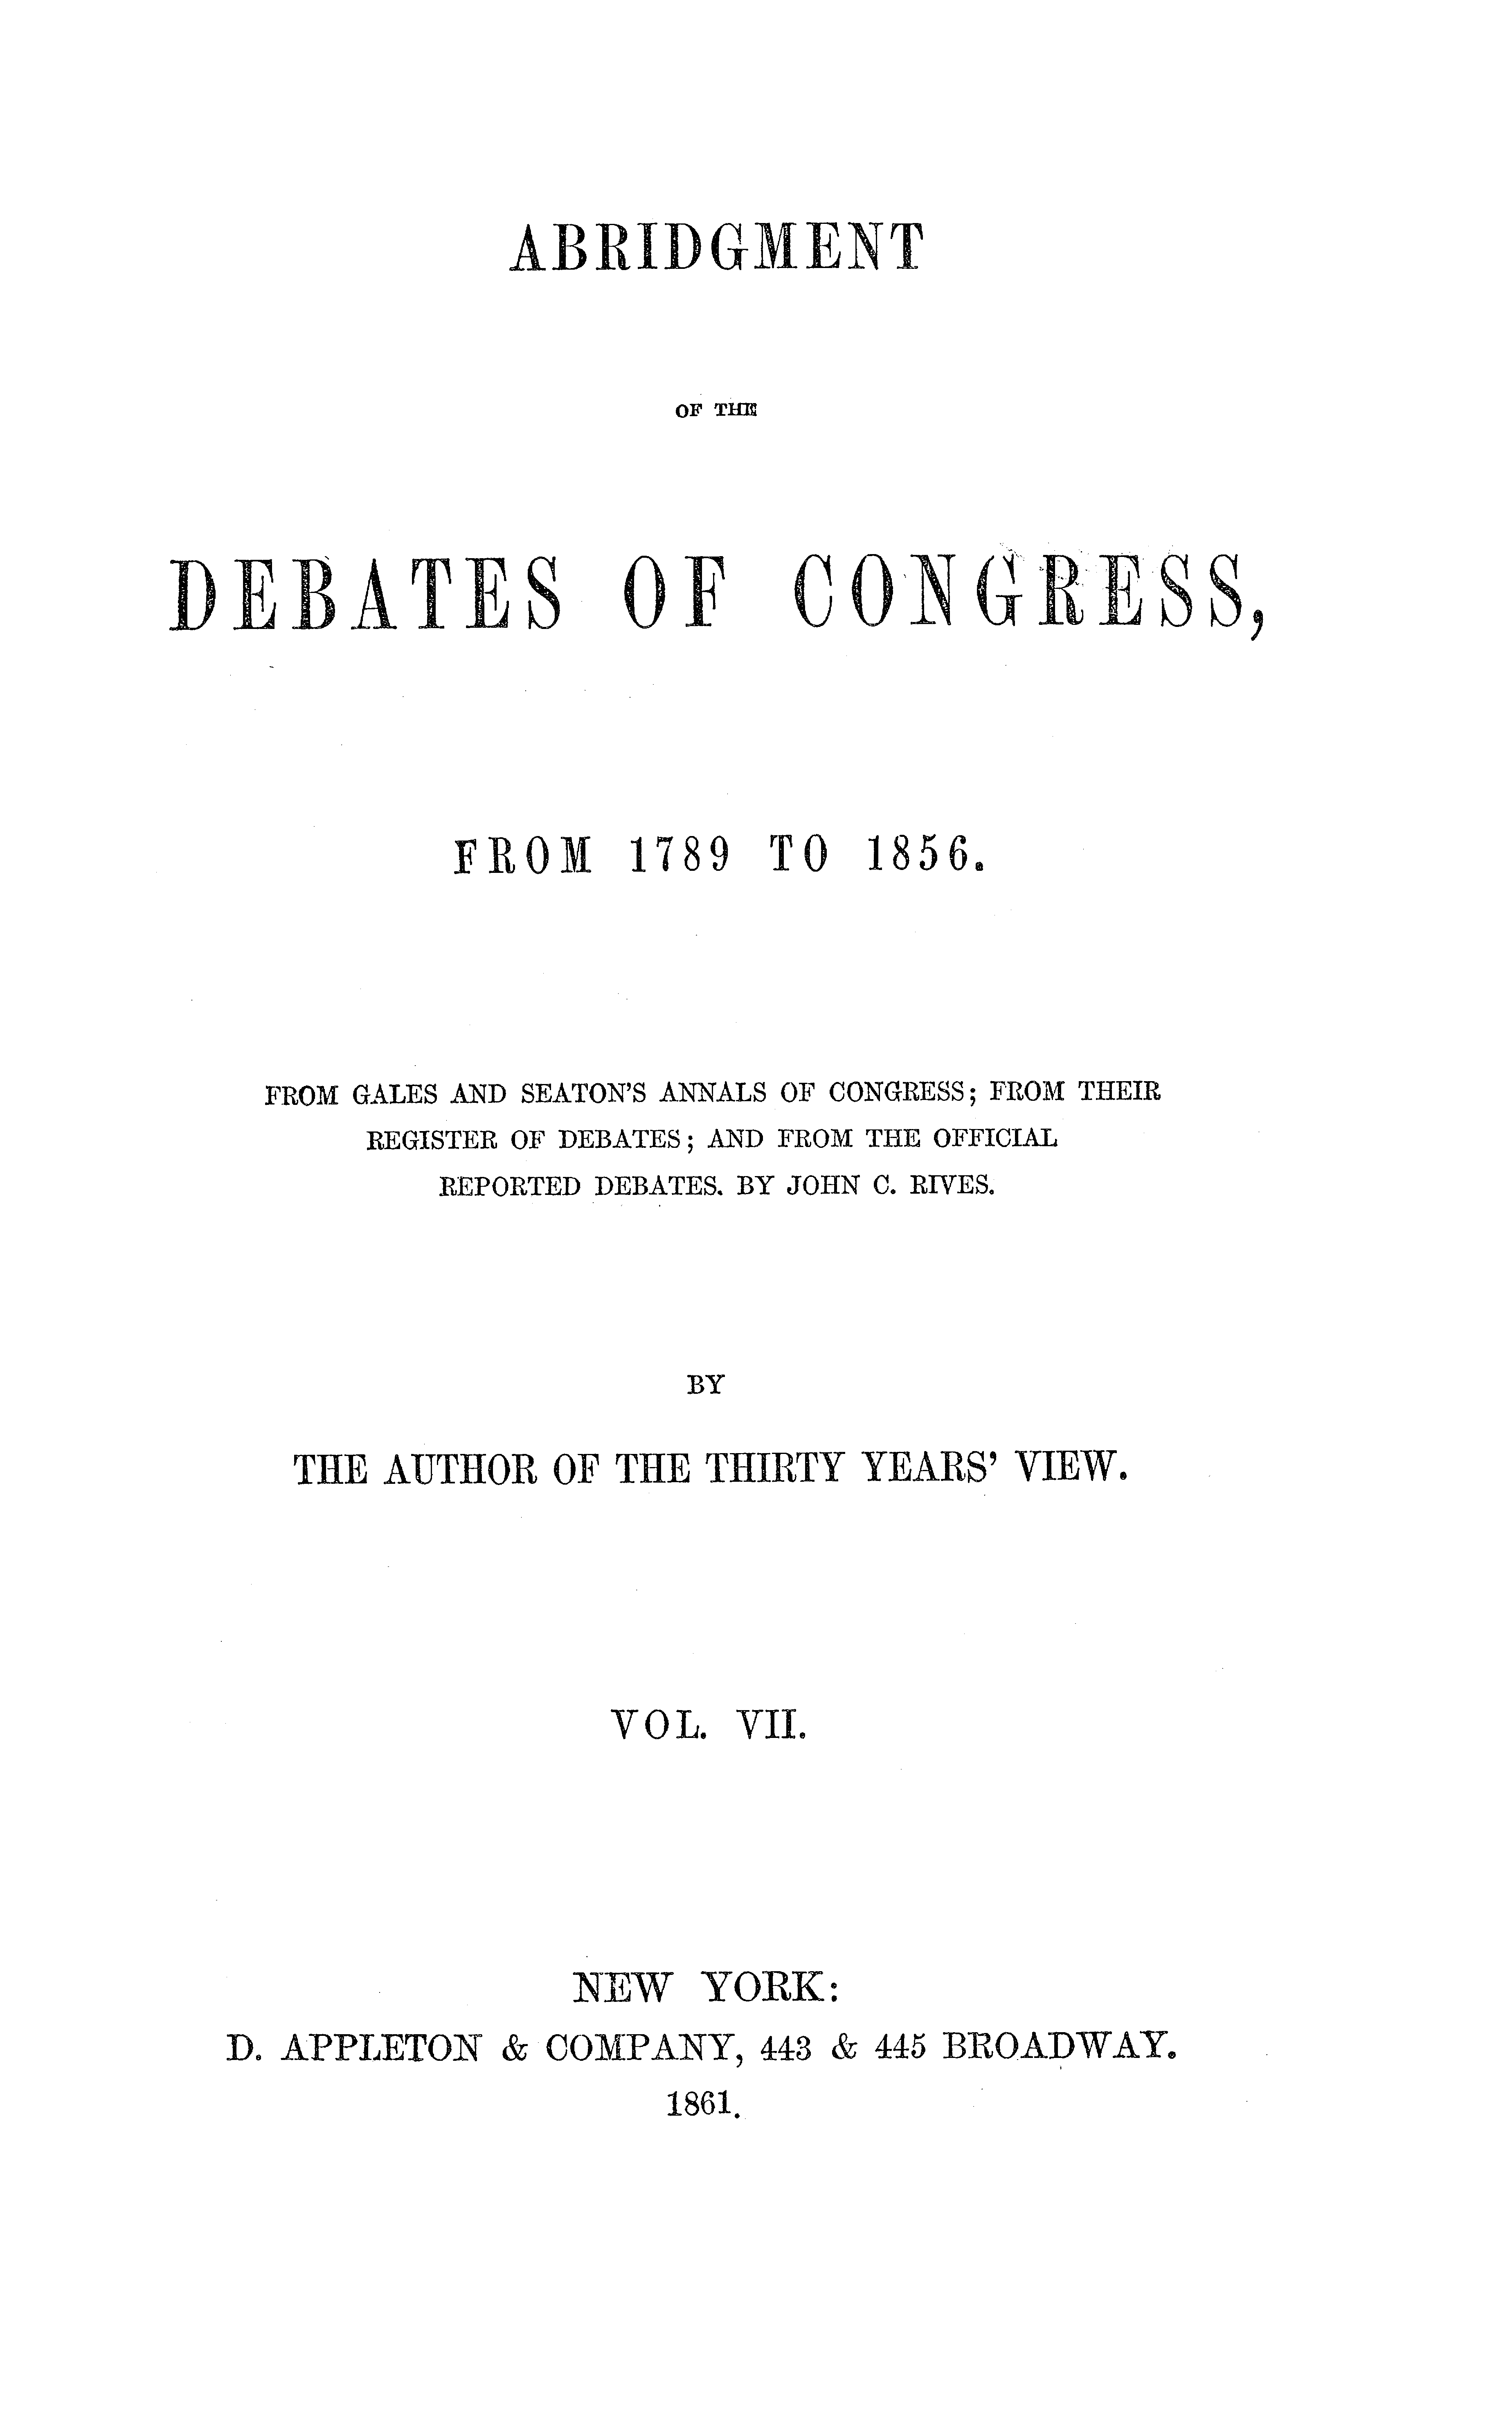 ABRIDGMENT
OF THE
DEBATES OF CONGRESS,
FROM 1789 TO 1856.
FROM GALES AND SEATON'S ANNALS OF CONGRESS; FROM THEIR
REGISTER OF DEBATES; AND FROM THE OFFICIAL
REPORTED DEBATES. BY JOHN C. RIVES.
BY
THE AUTHOR OF THE THIRTY YEARS' VIEW.
VOL. VII.
NEW YORK:
D. APPLETON & COMPANY, 443 & 445 BROADWAY.
1861.